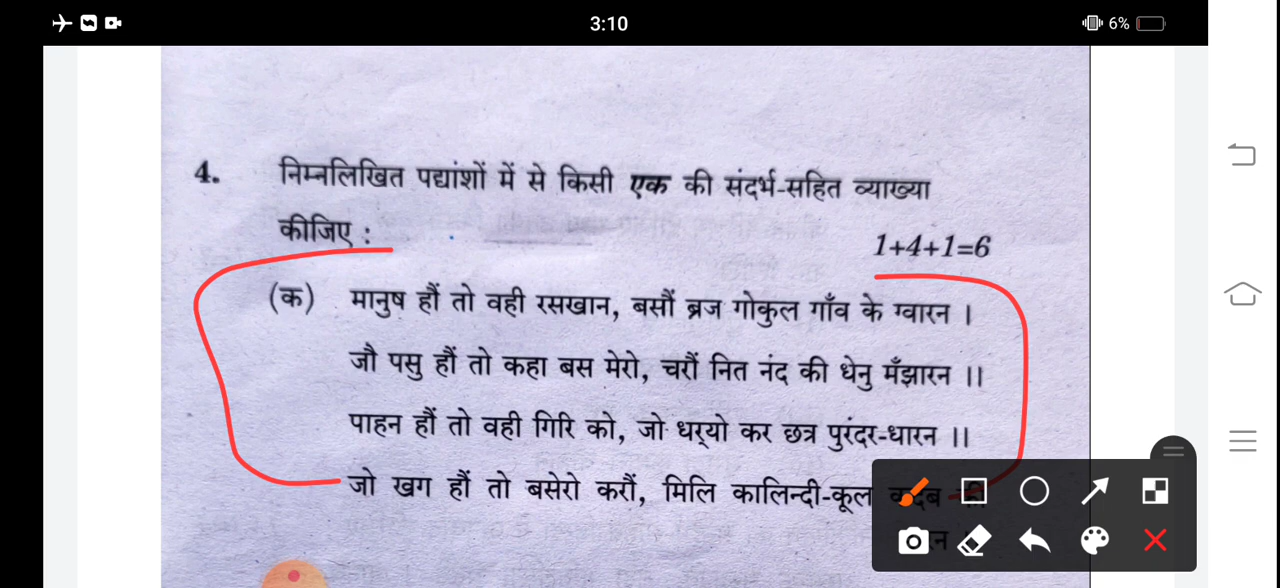 3:10
6%
4. निम्नलिखित पद्यांशों में से किसी एक की संदर्भ-सहित व्याख्या
कीजिए :
1+4+1=6
(क) मानुष हौं तो वही रसखान, बसौं ब्रज गोकुल गाँव के ग्वारन ।
जौ पसु हौं तो कहा बस मेरो, चरौं नित नंद की धेनु मँझारन ।।
पाहन हौं तो वही गिरि को, जो धर्‌यो कर छत्र पुरंदर-धारन ।।
जो खग हौं तो बसेरो करौं, मिलि कालिन्दी-कूल